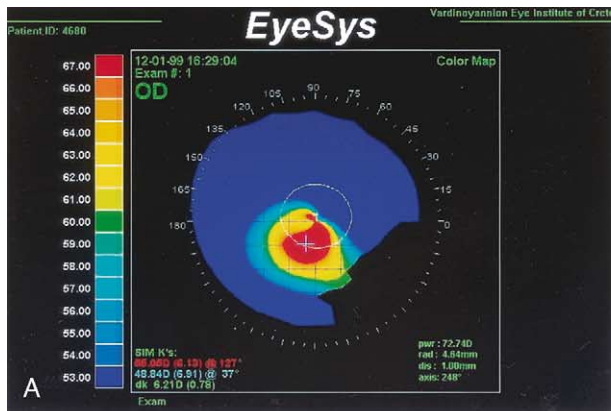 Vardinoyannion Eye Institute of Crete
Patient ID: 4680
EyeSys
12-01-99 16:29:04
Color Map
Exam #: 1
OD
67.00
66.00
65.00
64.00
63.00
62.00
61.00
60.00
59.00
58.00
57.00
56.00
55.00
54.00
53.00
105 90 75
120 60
135 45
150 30
165 15
180 0
SIM K's:
55.05D (6.13) @ 127°
48.84D (6.91) @ 37°
dk 6.21D (0.78)
pwr : 72.74D
rad : 4.64mm
dis : 1.00mm
axis: 248°
A
Exam